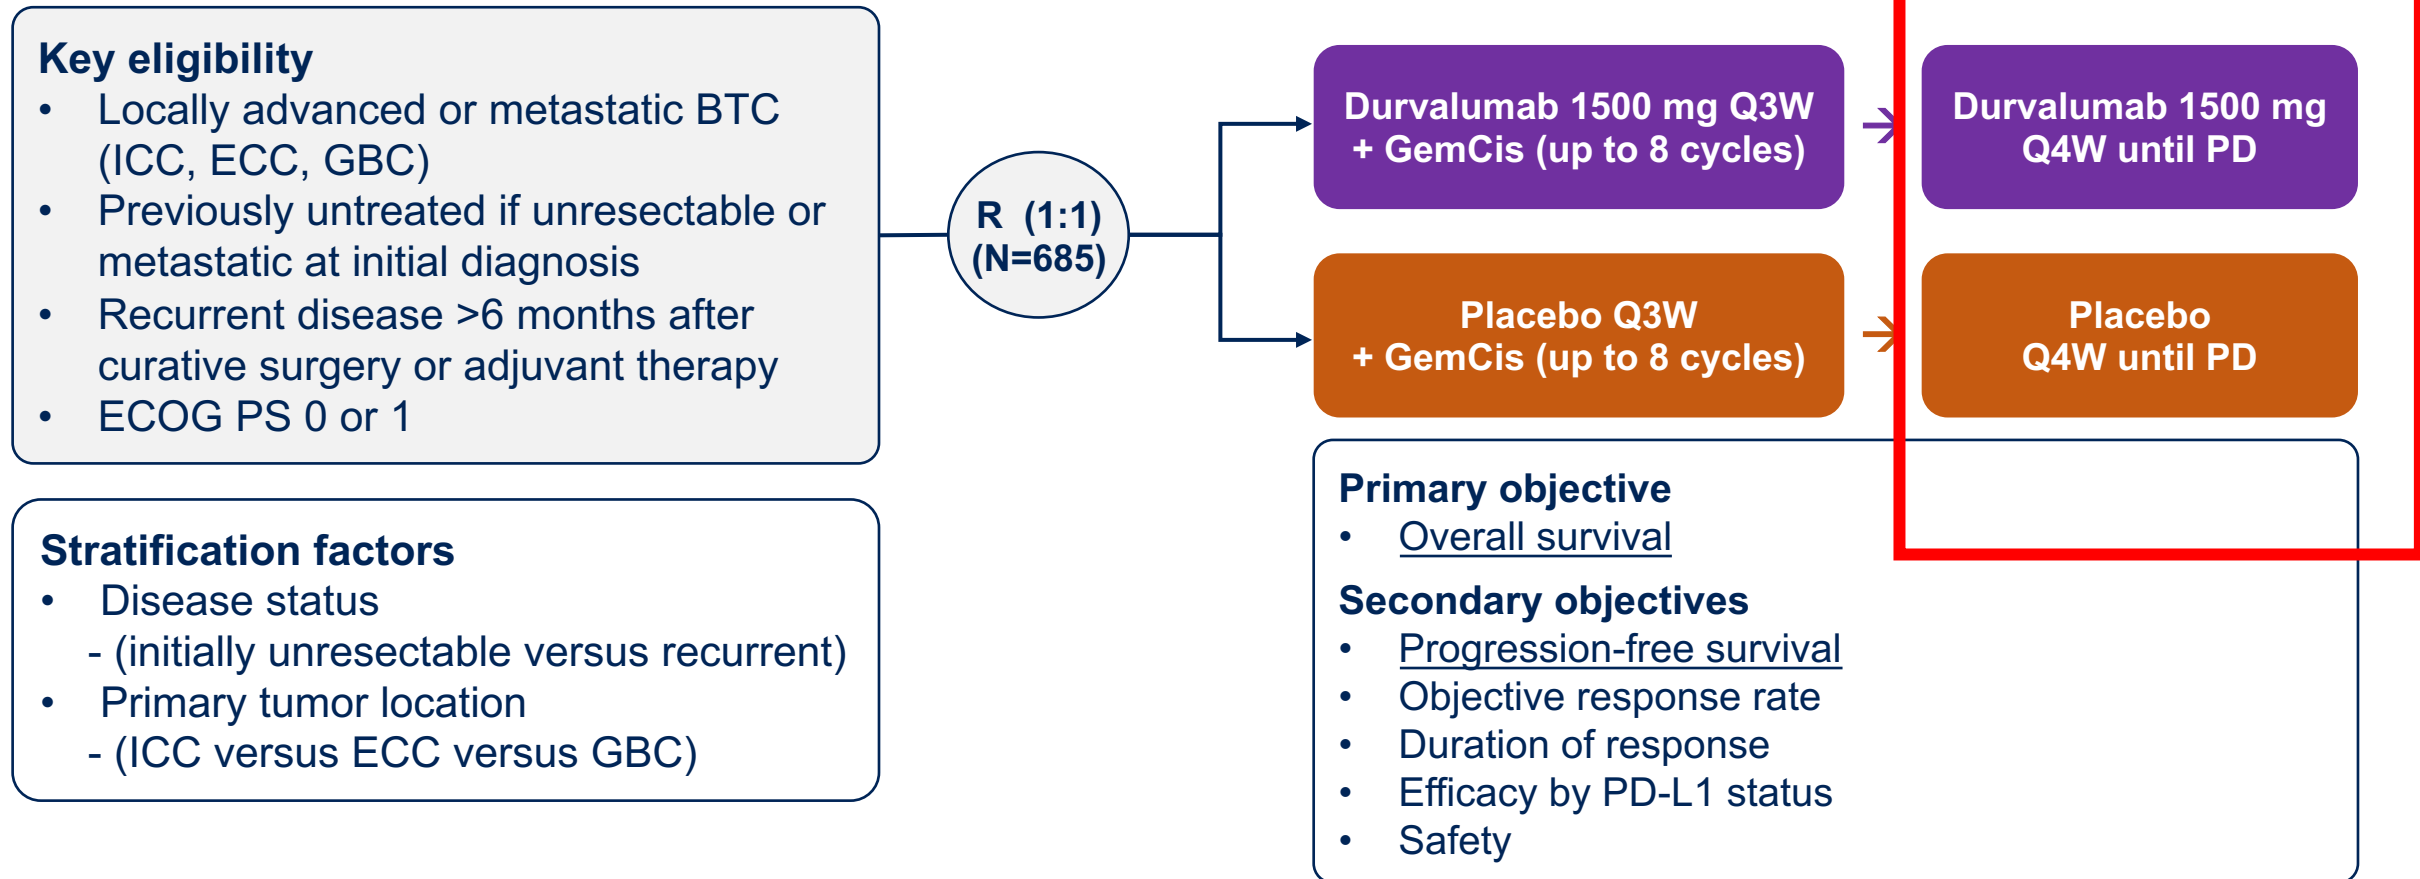 Key eligibility
• Locally advanced or metastatic BTC
(ICC, ECC, GBC)
• Previously untreated if unresectable or
metastatic at initial diagnosis
• Recurrent disease >6 months after
curative surgery or adjuvant therapy
• ECOG PS 0 or 1
Stratification factors
• Disease status
- (initially unresectable versus recurrent)
• Primary tumor location
- (ICC versus ECC versus GBC)
R (1:1)
(N=685)
Durvalumab 1500 mg Q3W
+ GemCis (up to 8 cycles)
Durvalumab 1500 mg
Q4W until PD
Placebo Q3W
+ GemCis (up to 8 cycles)
Placebo
Q4W until PD
Primary objective
• Overall survival
Secondary objectives
• Progression-free survival
• Objective response rate
• Duration of response
• Efficacy by PD-L1 status
• Safety